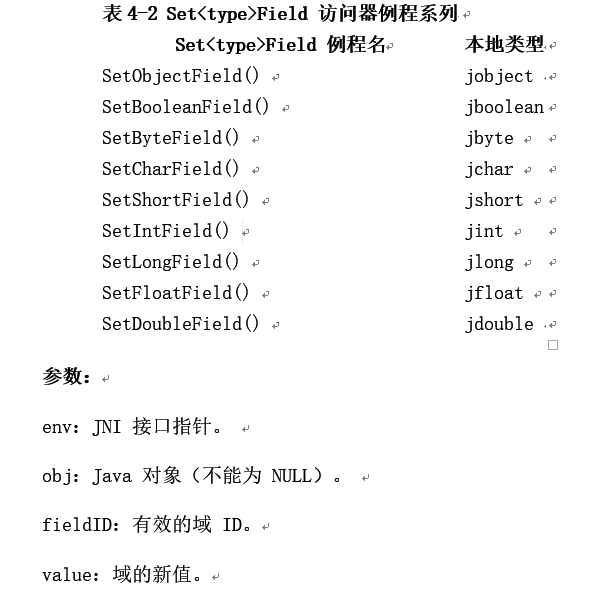 表 4-2 Set<type>Field 访问器例程系列
Set<type>Field 例程名 本地类型
SetObjectField() jobject
SetBooleanField() jboolean
SetByteField() jbyte
SetCharField() jchar
SetShortField() jshort
SetIntField() jint
SetLongField() jlong
SetFloatField() jfloat
SetDoubleField() jdouble
参数：
env：JNI 接口指针。
obj：Java 对象（不能为 NULL）。
fieldID：有效的域 ID。
value：域的新值。